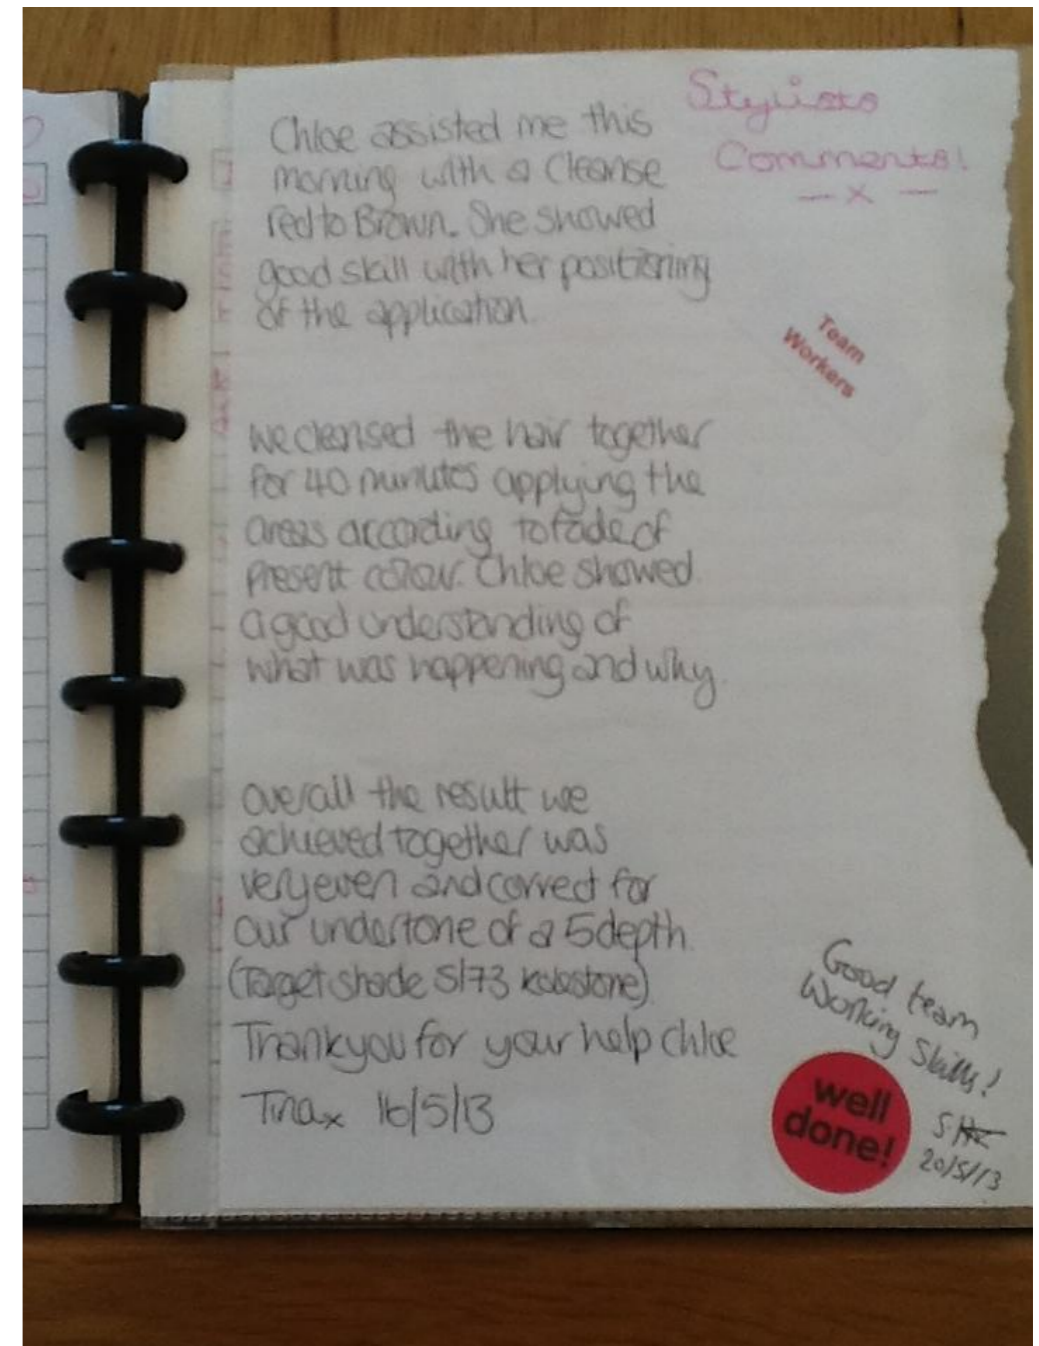 Stylists
Comments!
— x —
Chloe assisted me this
morning with a Cleanse
red to Brown. She showed
good skill with her positioning
of the application.
Team
Workers
we cleansed the hair together
for 40 minutes applying the
areas according to fade of
present colour. Chloe showed
a good understanding of
what was happening and why.
overall the result we
achieved together was
very even and correct for
our undertone of a 5 depth.
(Target shade 5/73 kolestone)
Thankyou for your help chloe
Tina x 16/5/13
Good team
Working Skills!
well
done!
20/5/13